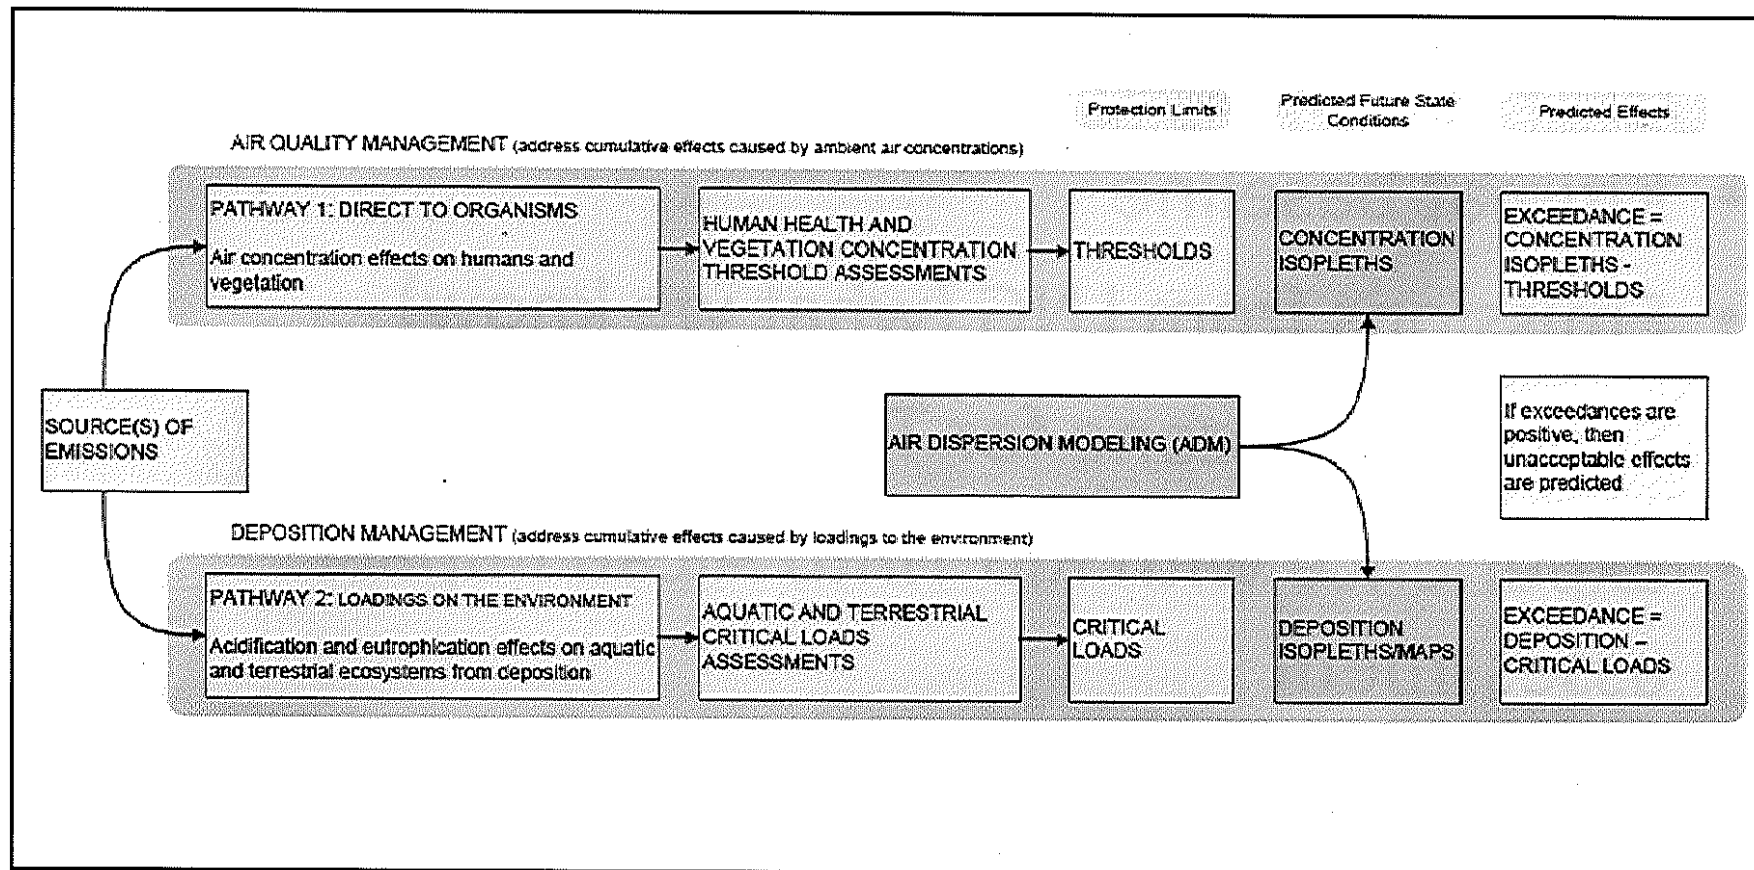 Protection Limits
Predicted Future State
Conditions
Predicted Effects
AIR QUALITY MANAGEMENT (address cumulative effects caused by ambient air concentrations)
PATHWAY 1: DIRECT TO ORGANISMS
Air concentration effects on humans and
vegetation
HUMAN HEALTH AND
VEGETATION CONCENTRATION
THRESHOLD ASSESSMENTS
THRESHOLDS
CONCENTRATION
ISOPLETHS
EXCEEDANCE =
CONCENTRATION
ISOPLETHS -
THRESHOLDS
SOURCE(S) OF
EMISSIONS
AIR DISPERSION MODELING (ADM)
If exceedances are
positive, then
unacceptable effects
are predicted
DEPOSITION MANAGEMENT (address cumulative effects caused by loadings to the environment)
PATHWAY 2: LOADINGS ON THE ENVIRONMENT
Acidification and eutrophication effects on aquatic
and terrestrial ecosystems from deposition
AQUATIC AND TERRESTRIAL
CRITICAL LOADS
ASSESSMENTS
CRITICAL
LOADS
DEPOSITION
ISOPLETHS/MAPS
EXCEEDANCE =
DEPOSITION –
CRITICAL LOADS